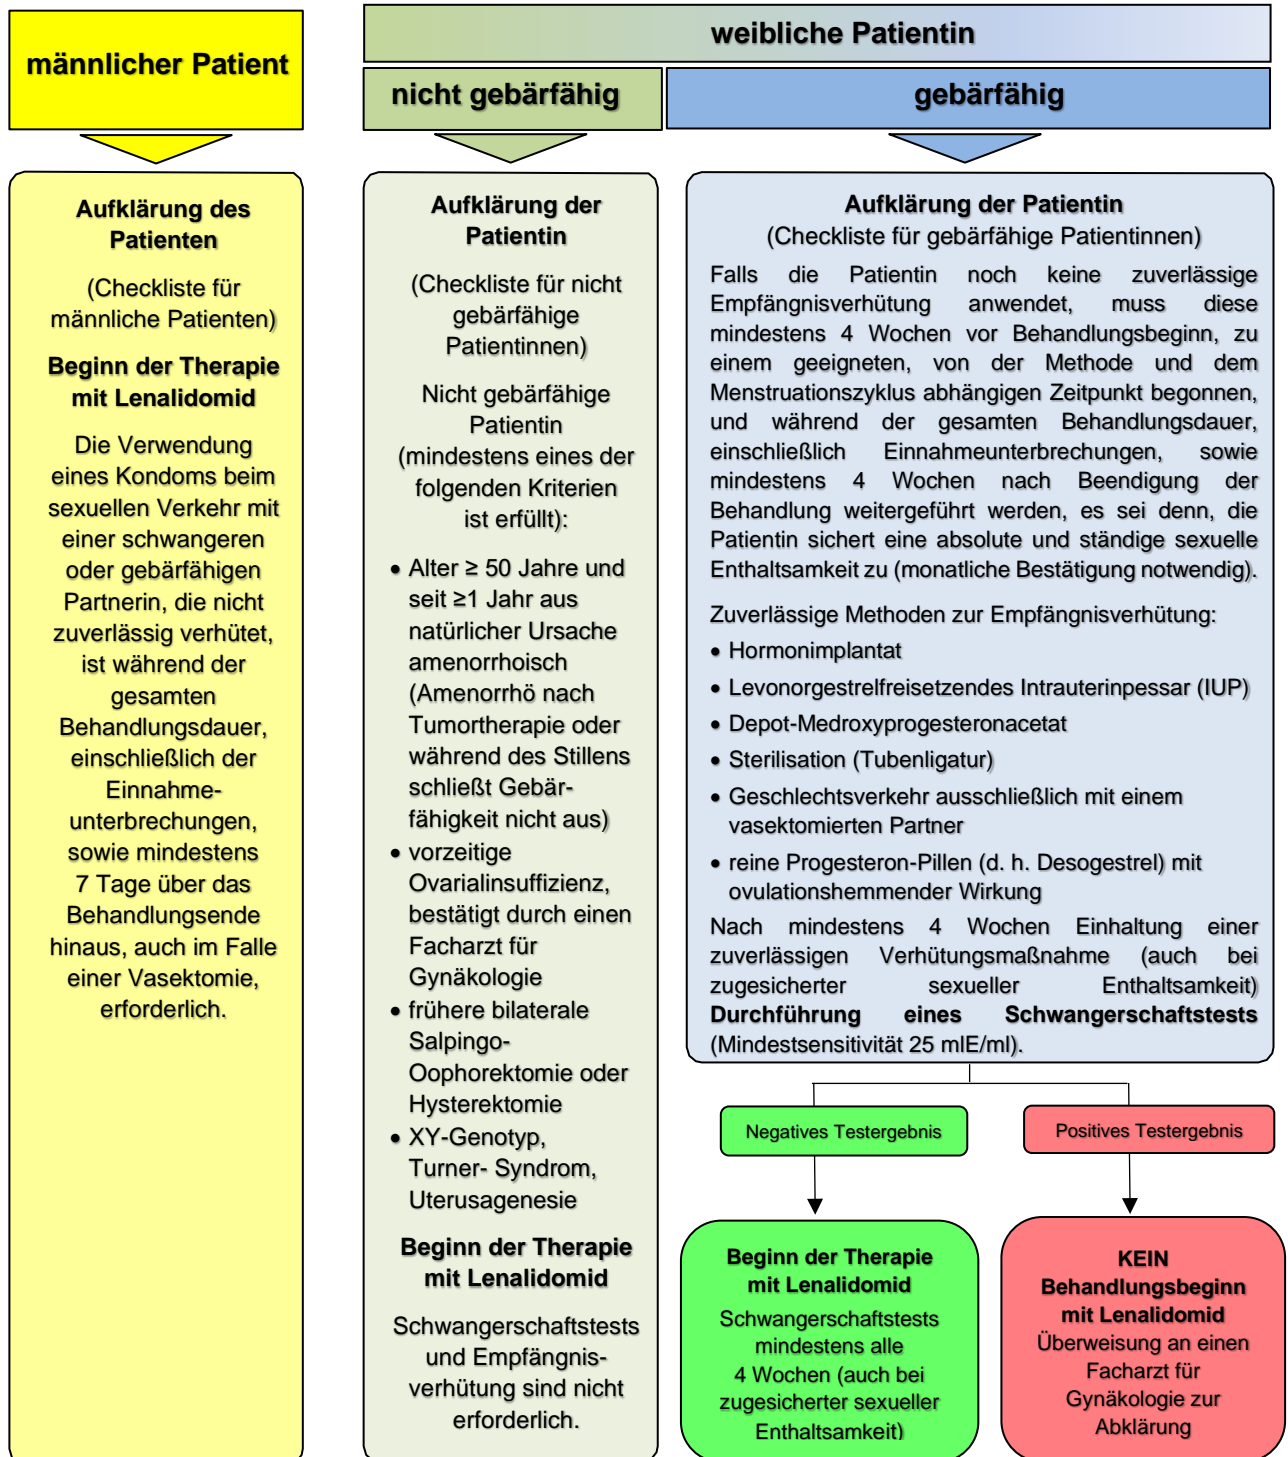 männlicher Patient
weibliche Patientin
nicht gebärfähig
gebärfähig
Aufklärung des
Patienten
(Checkliste für
männliche Patienten)
Beginn der Therapie
mit Lenalidomid
Die Verwendung
eines Kondoms beim
sexuellen Verkehr mit
einer schwangeren
oder gebärfähigen
Partnerin, die nicht
zuverlässig verhütet,
ist während der
gesamten
Behandlungsdauer,
einschließlich der
Einnahme-
unterbrechungen,
sowie mindestens
7 Tage über das
Behandlungsende
hinaus, auch im Falle
einer Vasektomie,
erforderlich.
Aufklärung der
Patientin
(Checkliste für nicht
gebärfähige
Patientinnen)
Nicht gebärfähige
Patientin
(mindestens eines der
folgenden Kriterien
ist erfüllt):
• Alter ≥ 50 Jahre und
seit ≥1 Jahr aus
natürlicher Ursache
amenorrhoisch
(Amenorrhö nach
Tumortherapie oder
während des Stillens
schließt Gebär-
fähigkeit nicht aus)
• vorzeitige
Ovarialinsuffizienz,
bestätigt durch einen
Facharzt für
Gynäkologie
• frühere bilaterale
Salpingo-
Oophorektomie oder
Hysterektomie
• XY-Genotyp,
Turner- Syndrom,
Uterusagenesie
Beginn der Therapie
mit Lenalidomid
Schwangerschaftstests
und Empfängnis-
verhütung sind nicht
erforderlich.
Aufklärung der Patientin
(Checkliste für gebärfähige Patientinnen)
Falls die Patientin noch keine zuverlässige
Empfängnisverhütung anwendet, muss diese
mindestens 4 Wochen vor Behandlungsbeginn, zu
einem geeigneten, von der Methode und dem
Menstruationszyklus abhängigen Zeitpunkt begonnen,
und während der gesamten Behandlungsdauer,
einschließlich Einnahmeunterbrechungen, sowie
mindestens 4 Wochen nach Beendigung der
Behandlung weitergeführt werden, es sei denn, die
Patientin sichert eine absolute und ständige sexuelle
Enthaltsamkeit zu (monatliche Bestätigung notwendig).
Zuverlässige Methoden zur Empfängnisverhütung:
• Hormonimplantat
• Levonorgestrelfreisetzendes Intrauterinpessar (IUP)
• Depot-Medroxyprogesteronacetat
• Sterilisation (Tubenligatur)
• Geschlechtsverkehr ausschließlich mit einem
vasektomierten Partner
• reine Progesteron-Pillen (d. h. Desogestrel) mit
ovulationshemmender Wirkung
Nach mindestens 4 Wochen Einhaltung einer
zuverlässigen Verhütungsmaßnahme (auch bei
zugesicherter sexueller Enthaltsamkeit)
Durchführung eines Schwangerschaftstests
(Mindestsensitivität 25 mIE/ml).
Negatives Testergebnis
Positives Testergebnis
Beginn der Therapie
mit Lenalidomid
Schwangerschaftstests
mindestens alle
4 Wochen (auch bei
zugesicherter sexueller
Enthaltsamkeit)
KEIN
Behandlungsbeginn
mit Lenalidomid
Überweisung an einen
Facharzt für
Gynäkologie zur
Abklärung